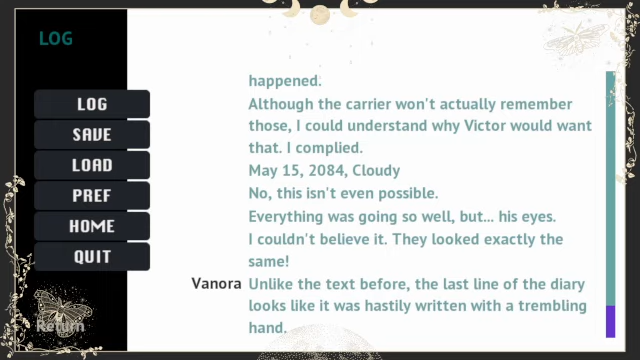 LOG
LOG
SAVE
LOAD
PREF
HOME
QUIT
Return
happened.
Although the carrier won't actually remember
those, I could understand why Victor would want
that. I complied.
May 15, 2084, Cloudy
No, this isn't even possible.
Everything was going so well, but... his eyes.
I couldn't believe it. They looked exactly the
same!
Vanora Unlike the text before, the last line of the diary
looks like it was hastily written with a trembling
hand.